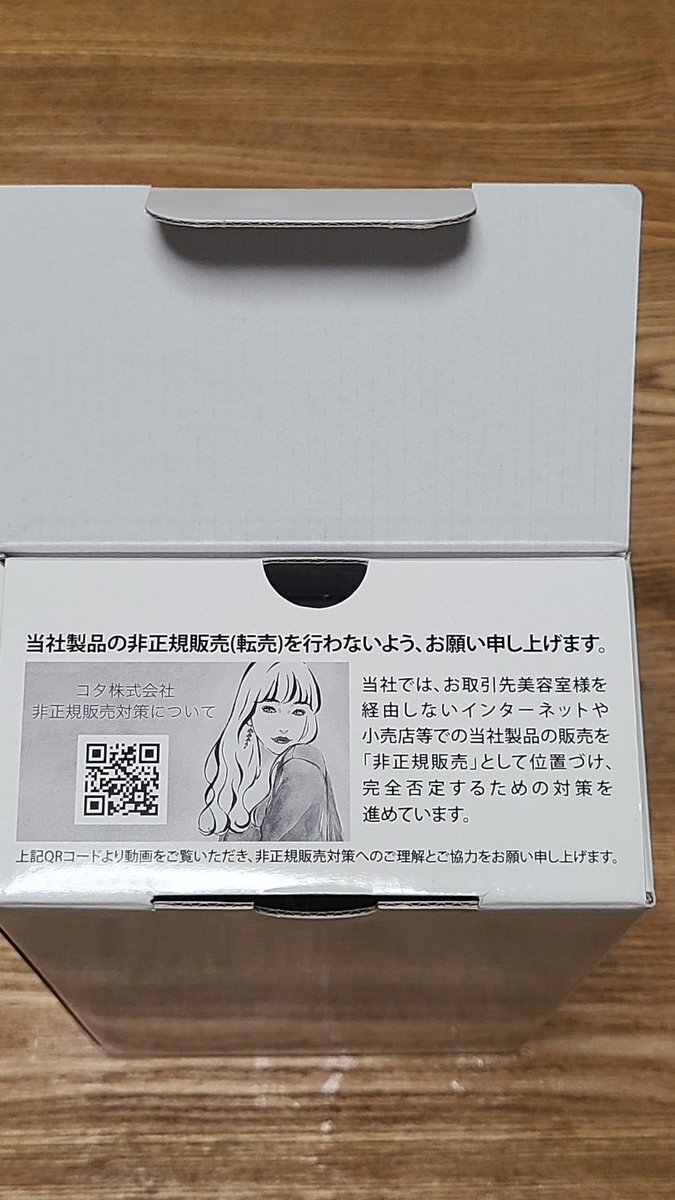 当社製品の非正規販売(転売)を行わないよう、お願い申し上げます。
コタ株式会社
非正規販売対策について
当社では、お取引先美容室様を
経由しないインターネットや
小売店等での当社製品の販売を
「非正規販売」として位置づけ、
完全否定するための対策を
進めています。
上記QRコードより動画をご覧いただき、非正規販売対策へのご理解とご協力をお願い申し上げます。